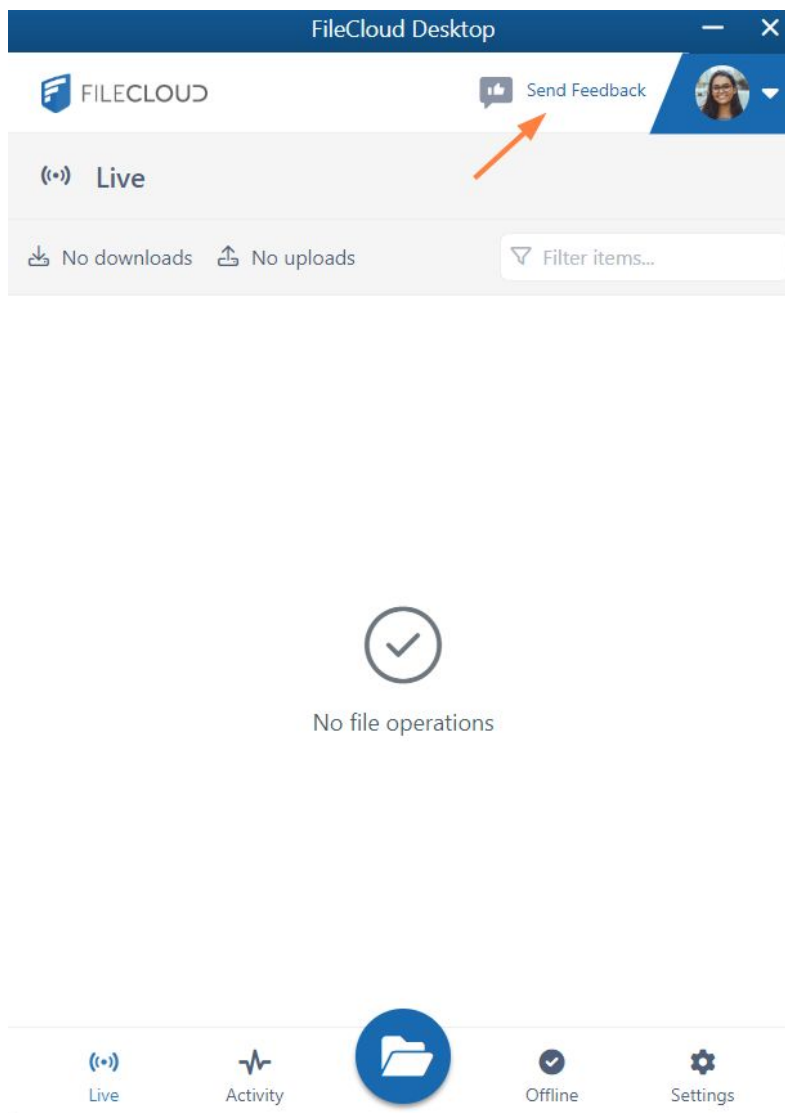 FileCloud Desktop
FILECLOUD
Send Feedback
Live
No downloads
No uploads
Filter items...
No file operations
Live
Activity
Offline
Settings